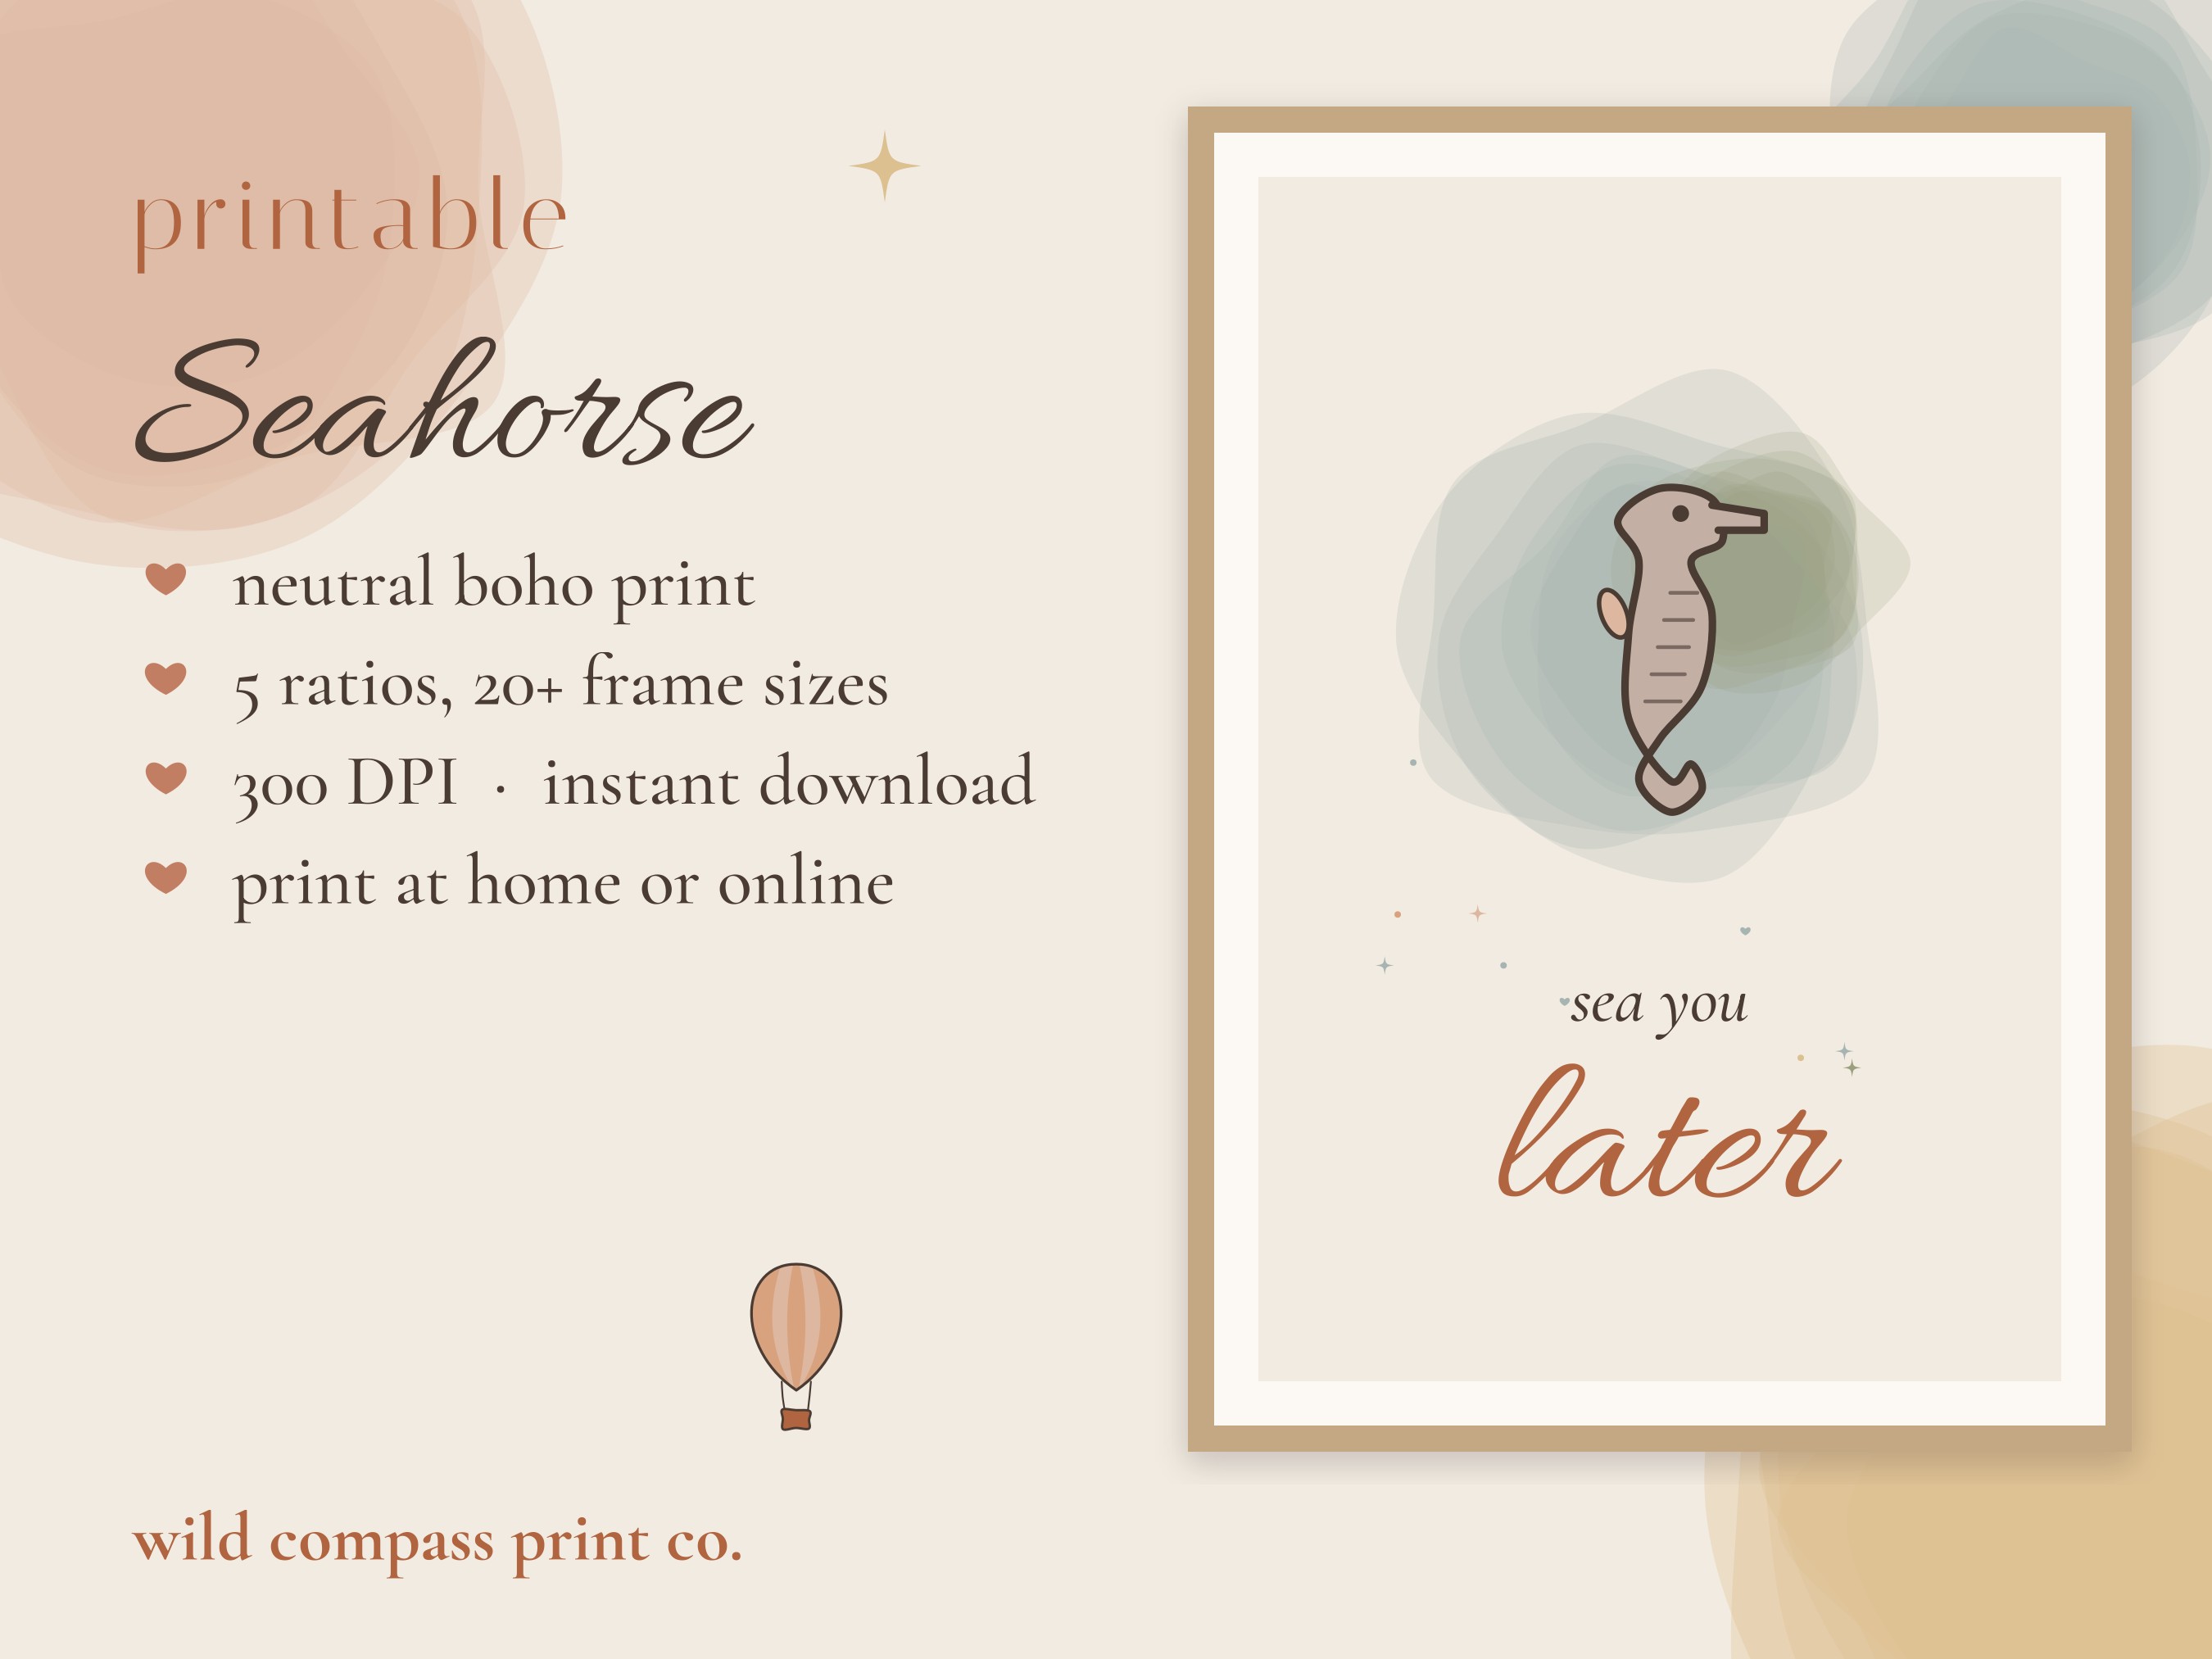 printable
Seahorse
neutral boho print
5 ratios, 20+ frame sizes
300 DPI · instant download
print at home or online
wild compass print co.
sea you
later